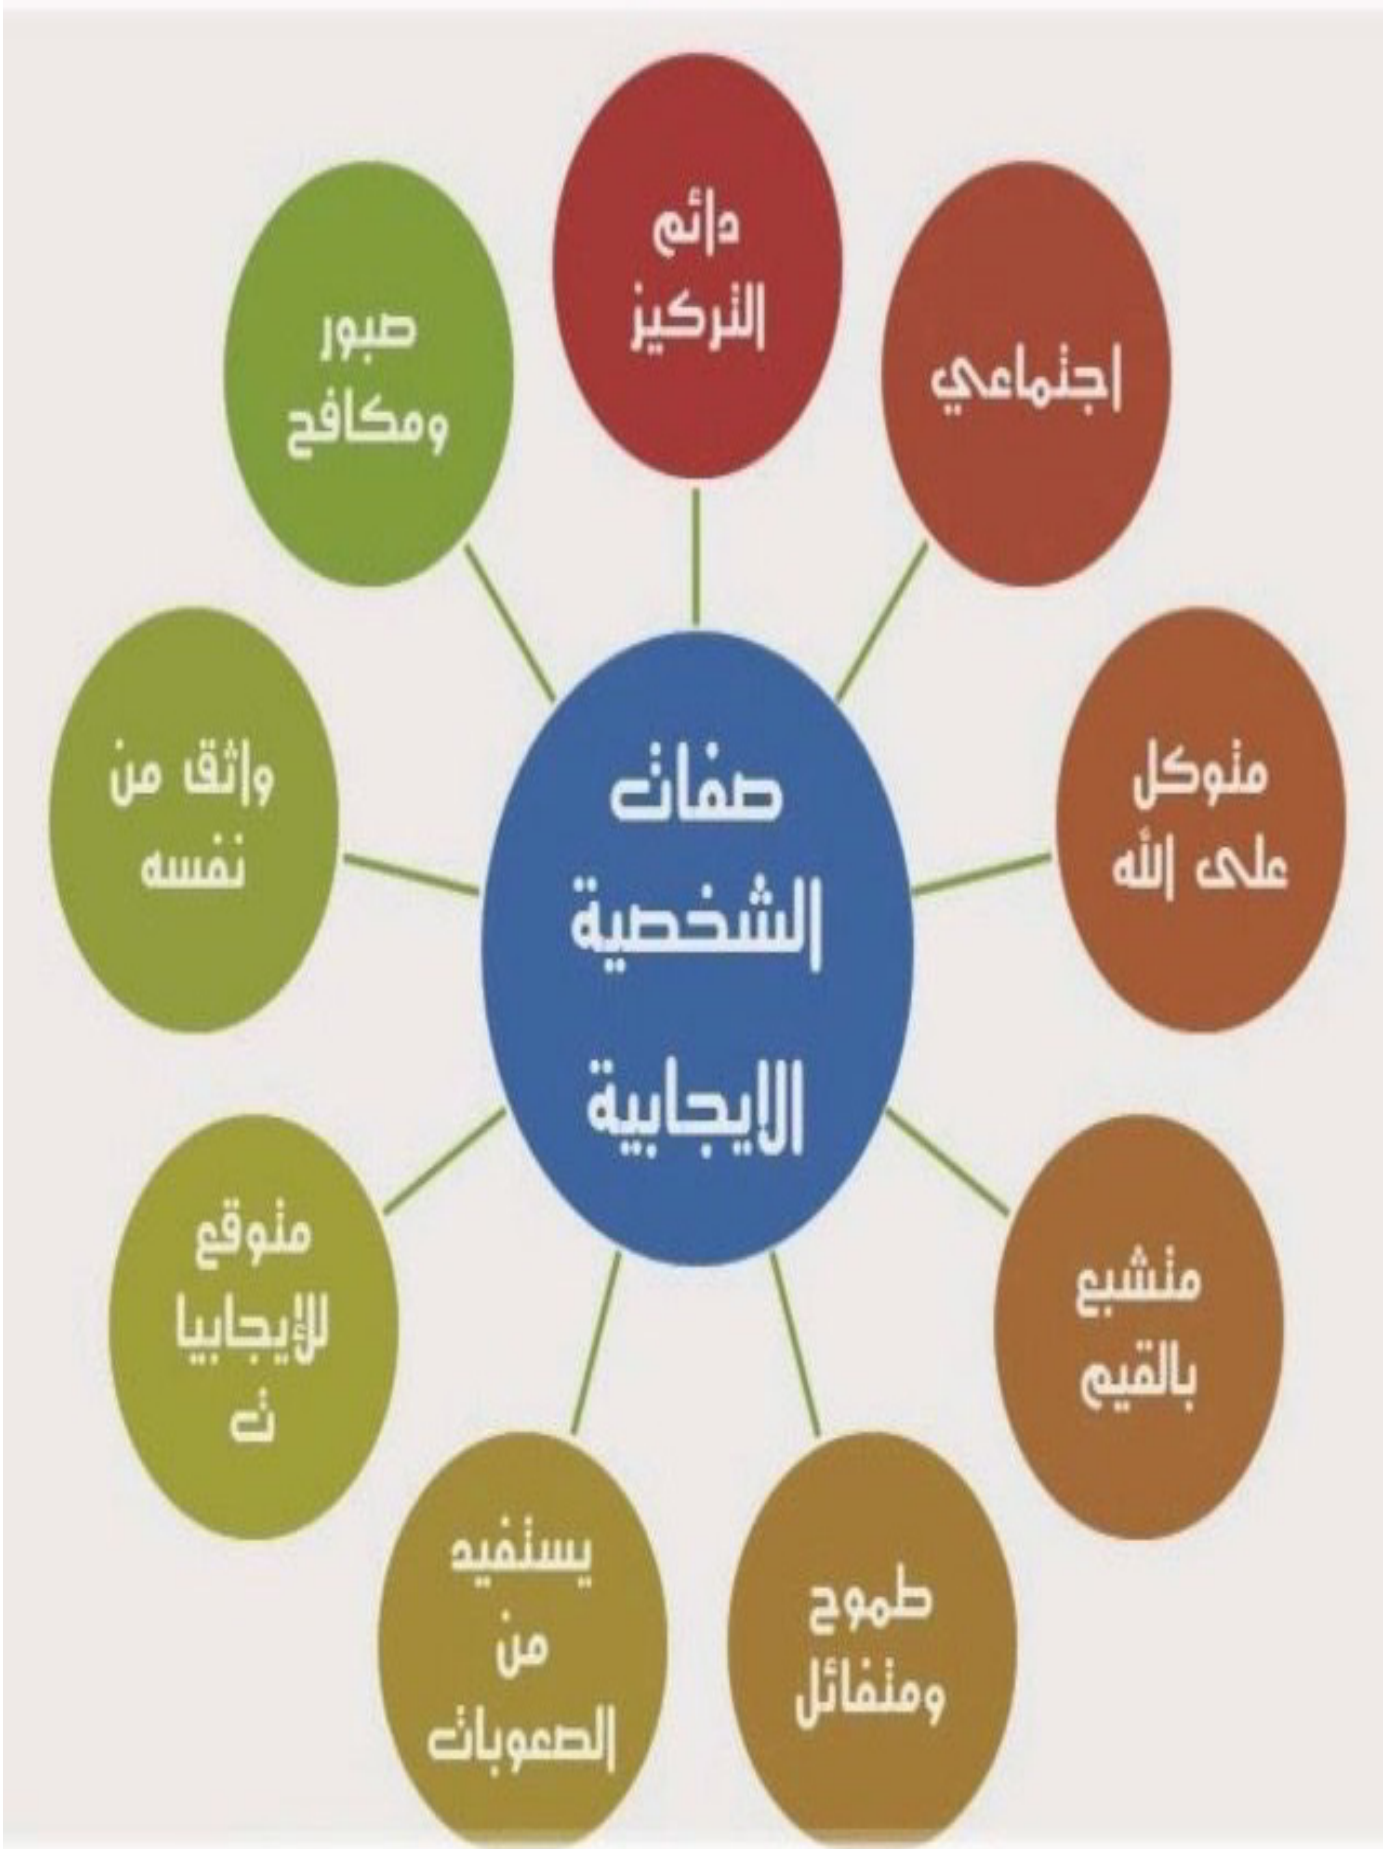 صفات
الشخصية
الايجابية
دائم
التركيز
اجتماعي
متوكل
على الله
متشبع
بالقيم
طموح
ومتفائل
يستفيد
من
الصعوبات
متوقع
للإيجابيا
ت
واثق من
نفسه
صبور
ومكافح